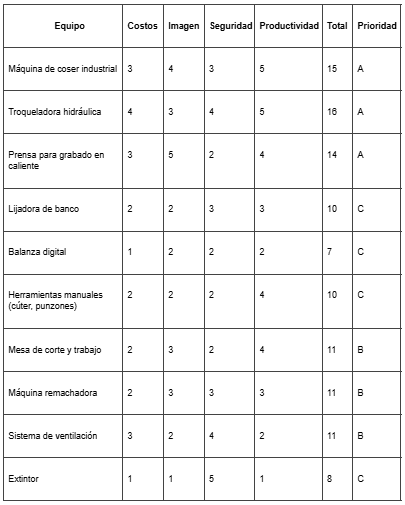 Equipo Costos Imagen Seguridad Productividad Total Prioridad
Máquina de coser industrial 3 4 3 5 15 A
Troqueladora hidráulica 4 3 4 5 16 A
Prensa para grabado en
caliente 3 5 2 4 14 A
Lijadora de banco 2 2 3 3 10 C
Balanza digital 1 2 2 2 7 C
Herramientas manuales
(cúter, punzones) 2 2 2 4 10 C
Mesa de corte y trabajo 2 3 2 4 11 B
Máquina remachadora 2 3 3 3 11 B
Sistema de ventilación 3 2 4 2 11 B
Extintor 1 1 5 1 8 C